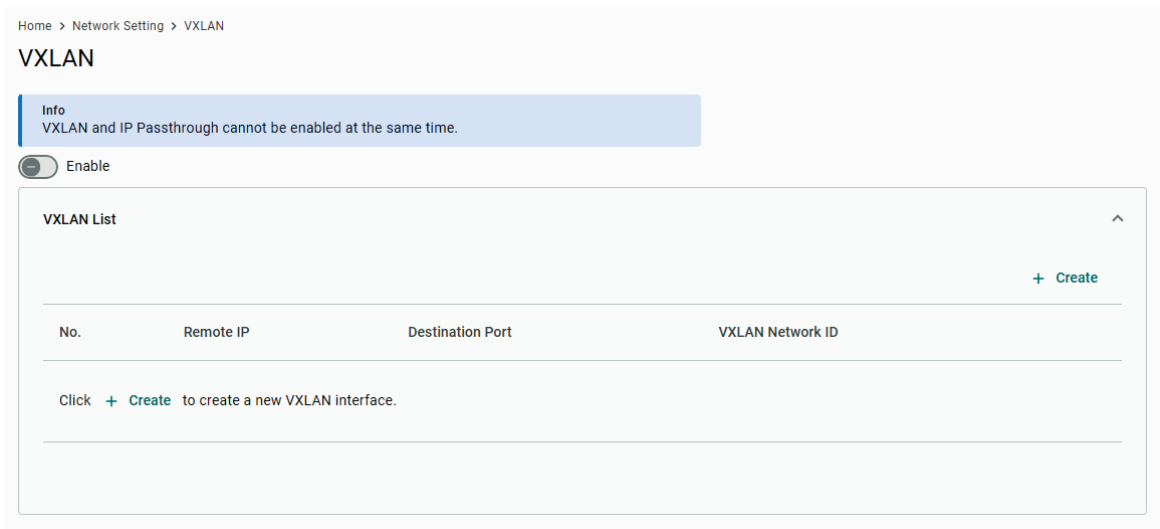 Home > Network Setting > VXLAN
VXLAN
Info
VXLAN and IP Passthrough cannot be enabled at the same time.
Enable
VXLAN List
+ Create
No. Remote IP Destination Port VXLAN Network ID
Click + Create to create a new VXLAN interface.